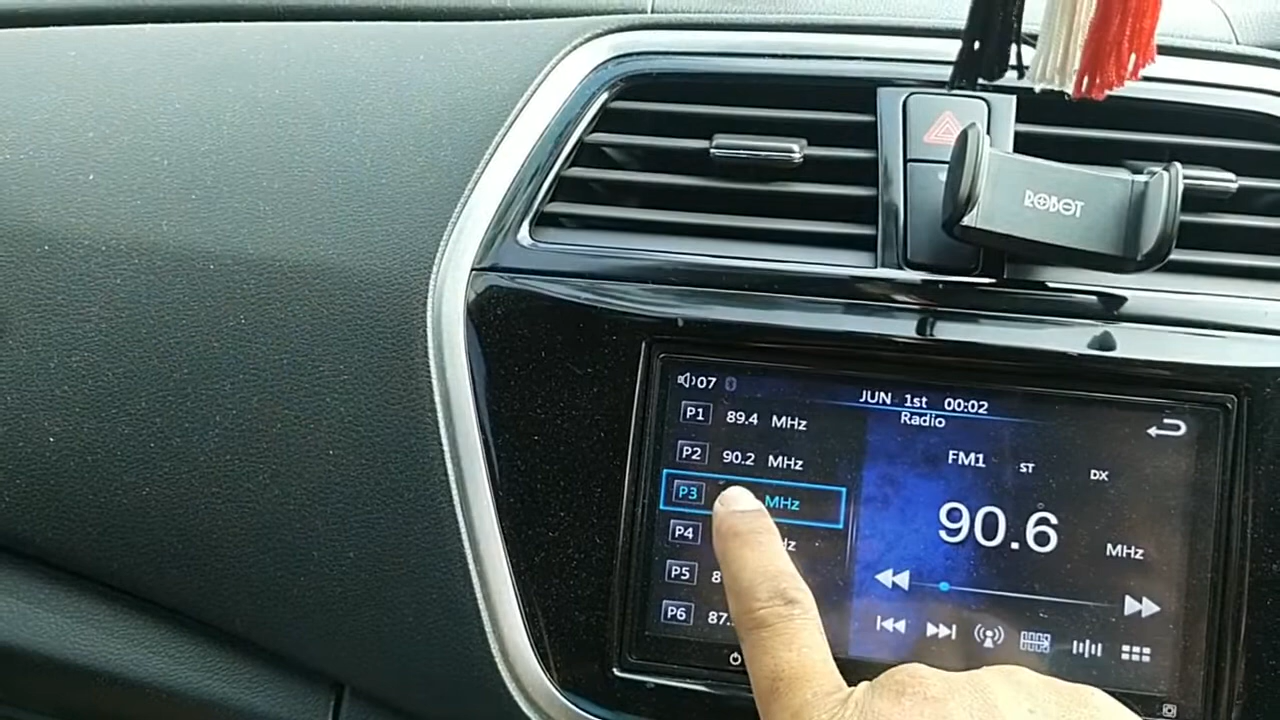 ROBOT
07
JUN 1st 00:02
Radio
P1 89.4 MHz
P2 90.2 MHz
P3 MHz
P4
P5
P6
FM1 ST DX
90.6 MHz